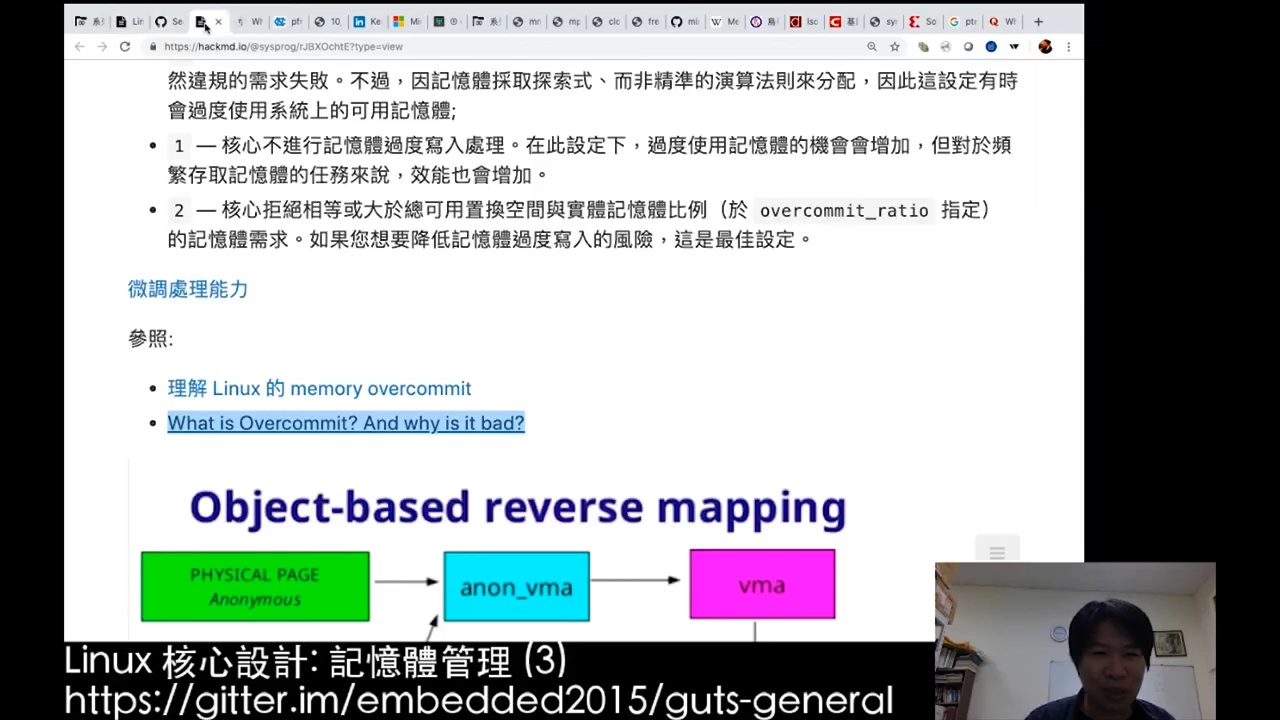 https://hackmd.io/@sysprog/rJBXOchtE?type=view
然違規的需求失敗。不過，因記憶體採取探索式、而非精準的演算法則來分配，因此這設定有時
會過度使用系統上的可用記憶體;
1 — 核心不進行記憶體過度寫入處理。在此設定下，過度使用記憶體的機會會增加，但對於頻
繁存取記憶體的任務來說，效能也會增加。
2 — 核心拒絕相等或大於總可用置換空間與實體記憶體比例（於 overcommit_ratio 指定）
的記憶體需求。如果您想要降低記憶體過度寫入的風險，這是最佳設定。
微調處理能力
參照:
理解 Linux 的 memory overcommit
What is Overcommit? And why is it bad?
Object-based reverse mapping
PHYSICAL PAGE
Anonymous
anon_vma
vma
Linux 核心設計: 記憶體管理 (3)
https://gitter.im/embedded2015/guts-general